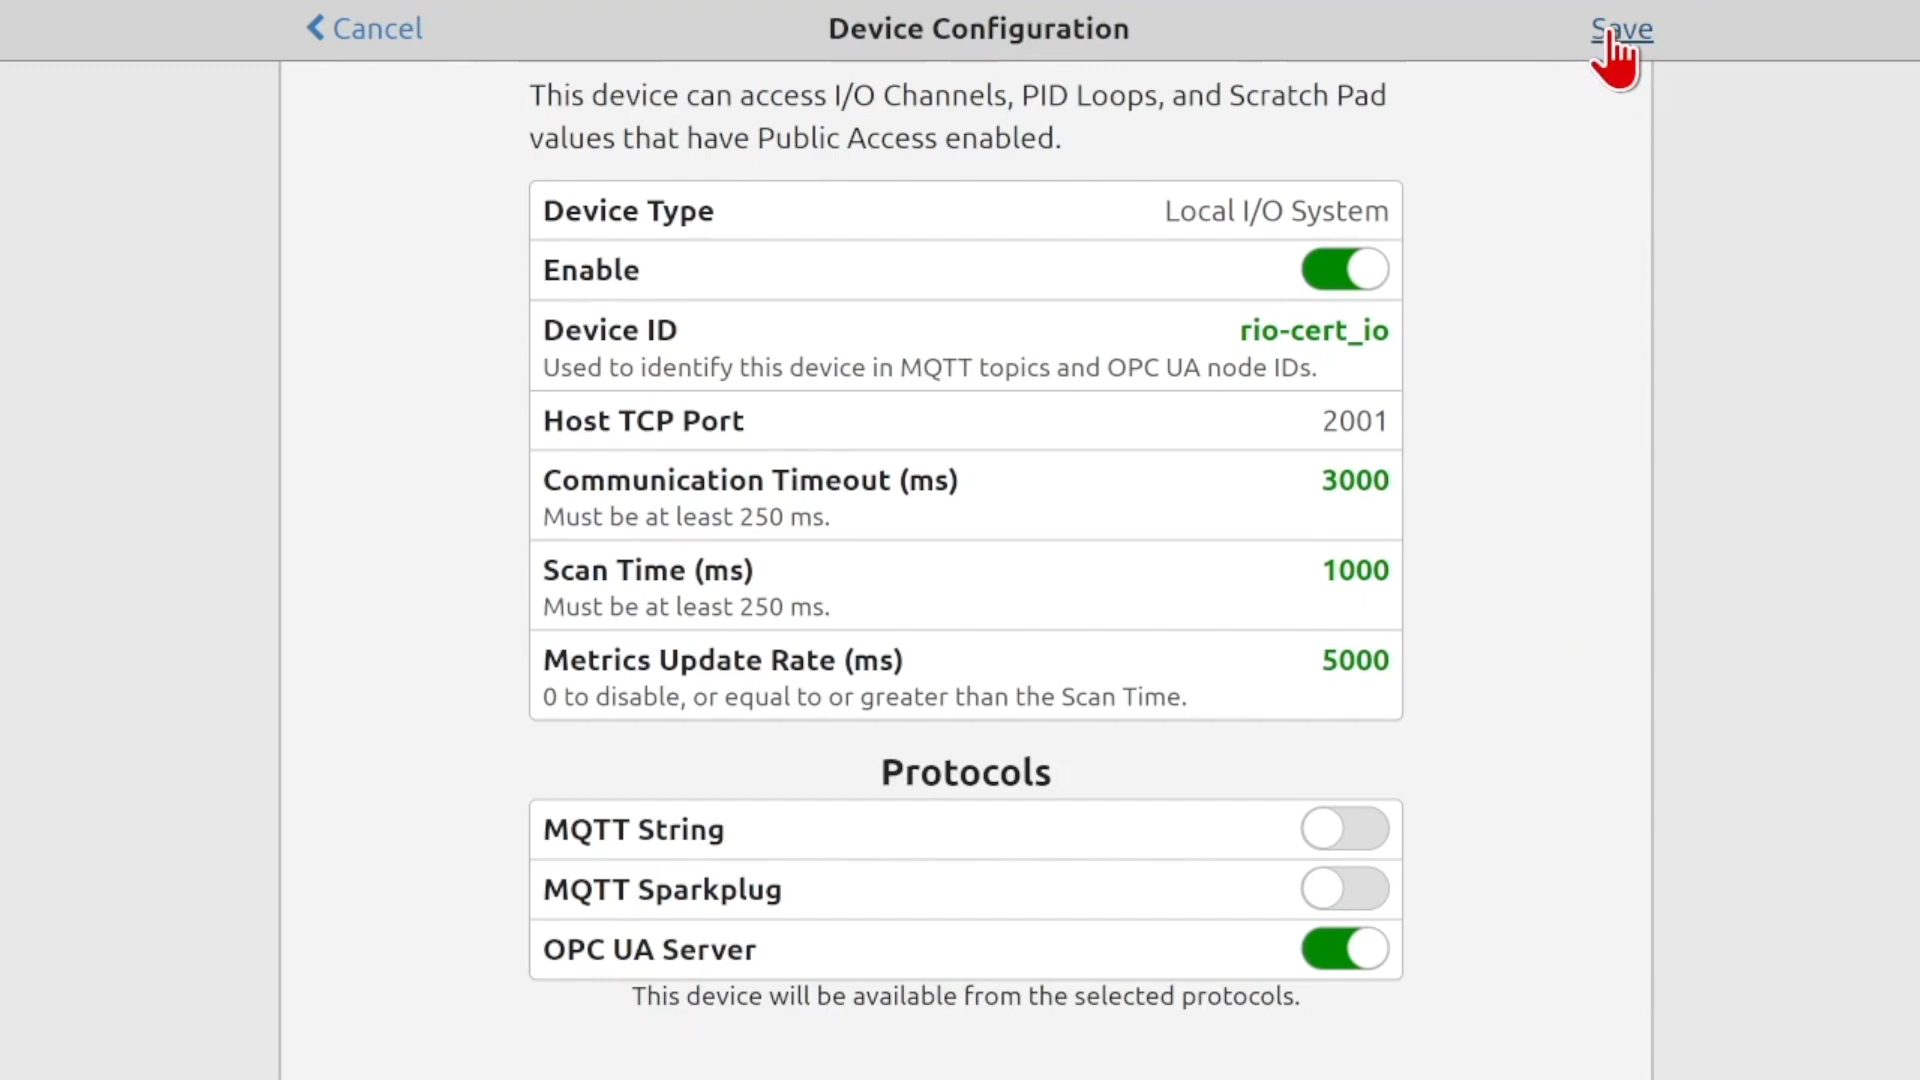 Cancel
Device Configuration
Save
This device can access I/O Channels, PID Loops, and Scratch Pad
values that have Public Access enabled.
Device Type
Local I/O System
Enable
Device ID
rio-cert_io
Used to identify this device in MQTT topics and OPC UA node IDs.
Host TCP Port
2001
Communication Timeout (ms)
3000
Must be at least 250 ms.
Scan Time (ms)
1000
Must be at least 250 ms.
Metrics Update Rate (ms)
5000
0 to disable, or equal to or greater than the Scan Time.
Protocols
MQTT String
MQTT Sparkplug
OPC UA Server
This device will be available from the selected protocols.